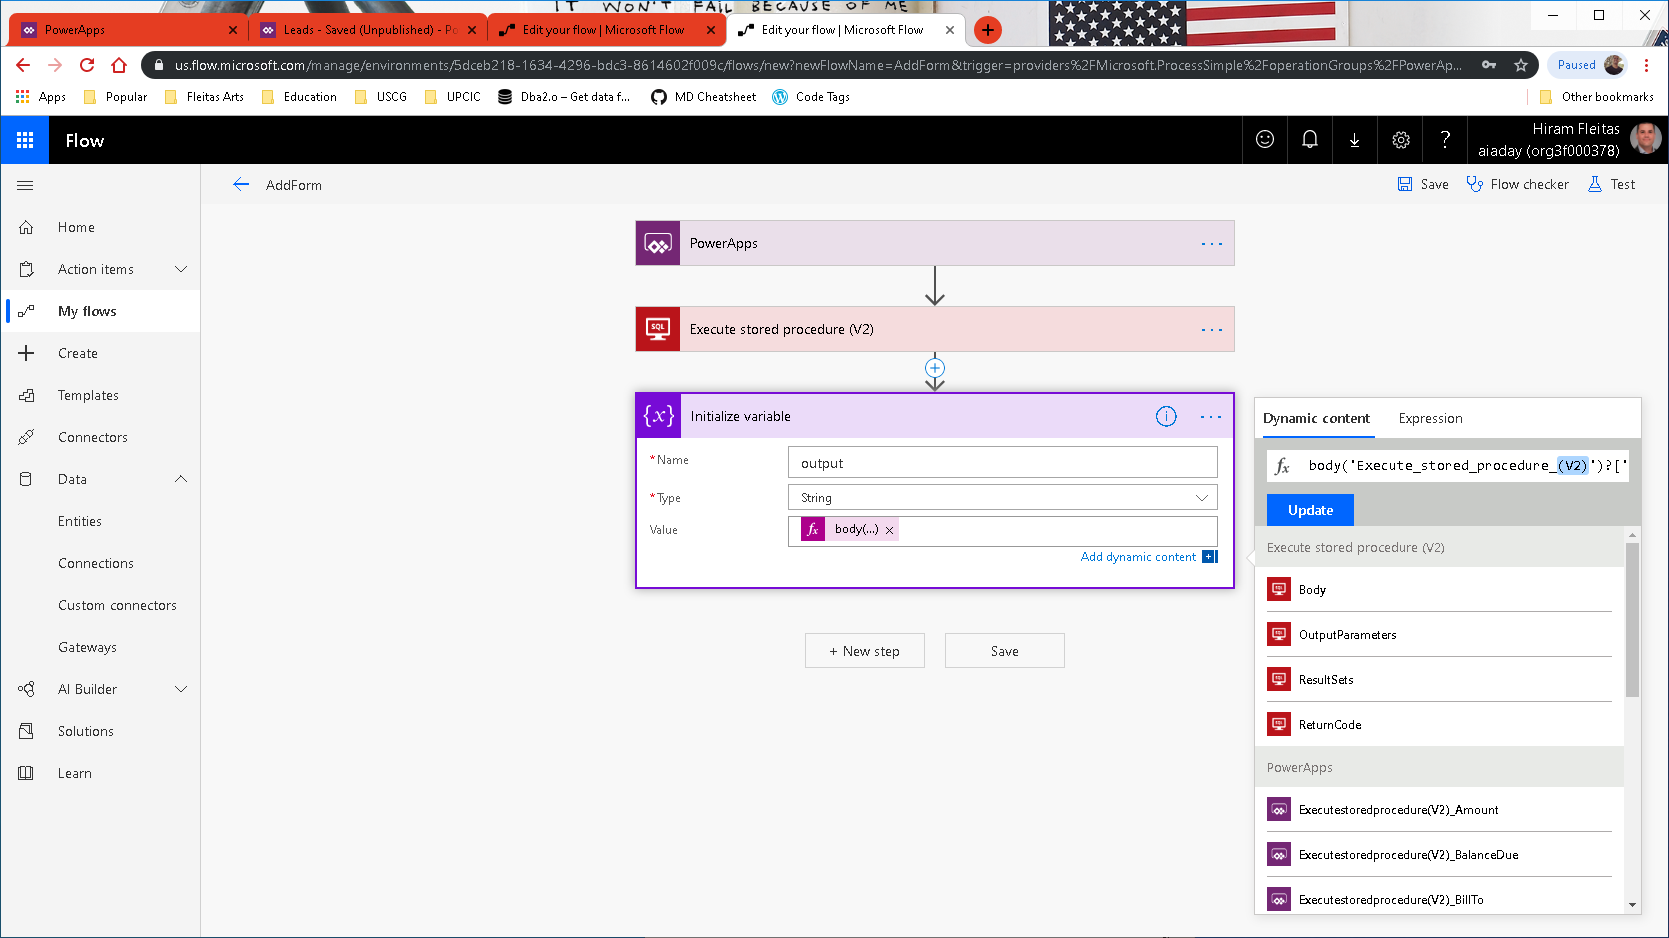 IT WON'T FAIL BECAUSE OF ME
PowerApps
Leads - Saved (Unpublished) - Po
Edit your flow | Microsoft Flow
Edit your flow | Microsoft Flow
us.flow.microsoft.com/manage/environments/5dceb218-1634-4296-bdc3-8614602f009c/flows/new?newFlowName=AddForm&trigger=providers%2FMicrosoft.ProcessSimple%2FoperationGroups%2FPowerAp...
Paused
Apps
Popular
Fleitas Arts
Education
USCG
UPCIC
Dba2.o – Get data f...
MD Cheatsheet
Code Tags
Other bookmarks
Flow
?
Hiram Fleitas
aiaday (org3f000378)
AddForm
Save
Flow checker
Test
Home
Action items
My flows
Create
Templates
Connectors
Data
Entities
Connections
Custom connectors
Gateways
AI Builder
Solutions
Learn
PowerApps
SQL
Execute stored procedure (V2)
{x}
Initialize variable
* Name
output
* Type
String
Value
fx
body(...)
Add dynamic content
+ New step
Save
Dynamic content
Expression
fx
body('Execute_stored_procedure_(V2)')?['
Update
Execute stored procedure (V2)
Body
OutputParameters
ResultSets
ReturnCode
PowerApps
Executestoredprocedure(V2)_Amount
Executestoredprocedure(V2)_BalanceDue
Executestoredprocedure(V2)_BillTo